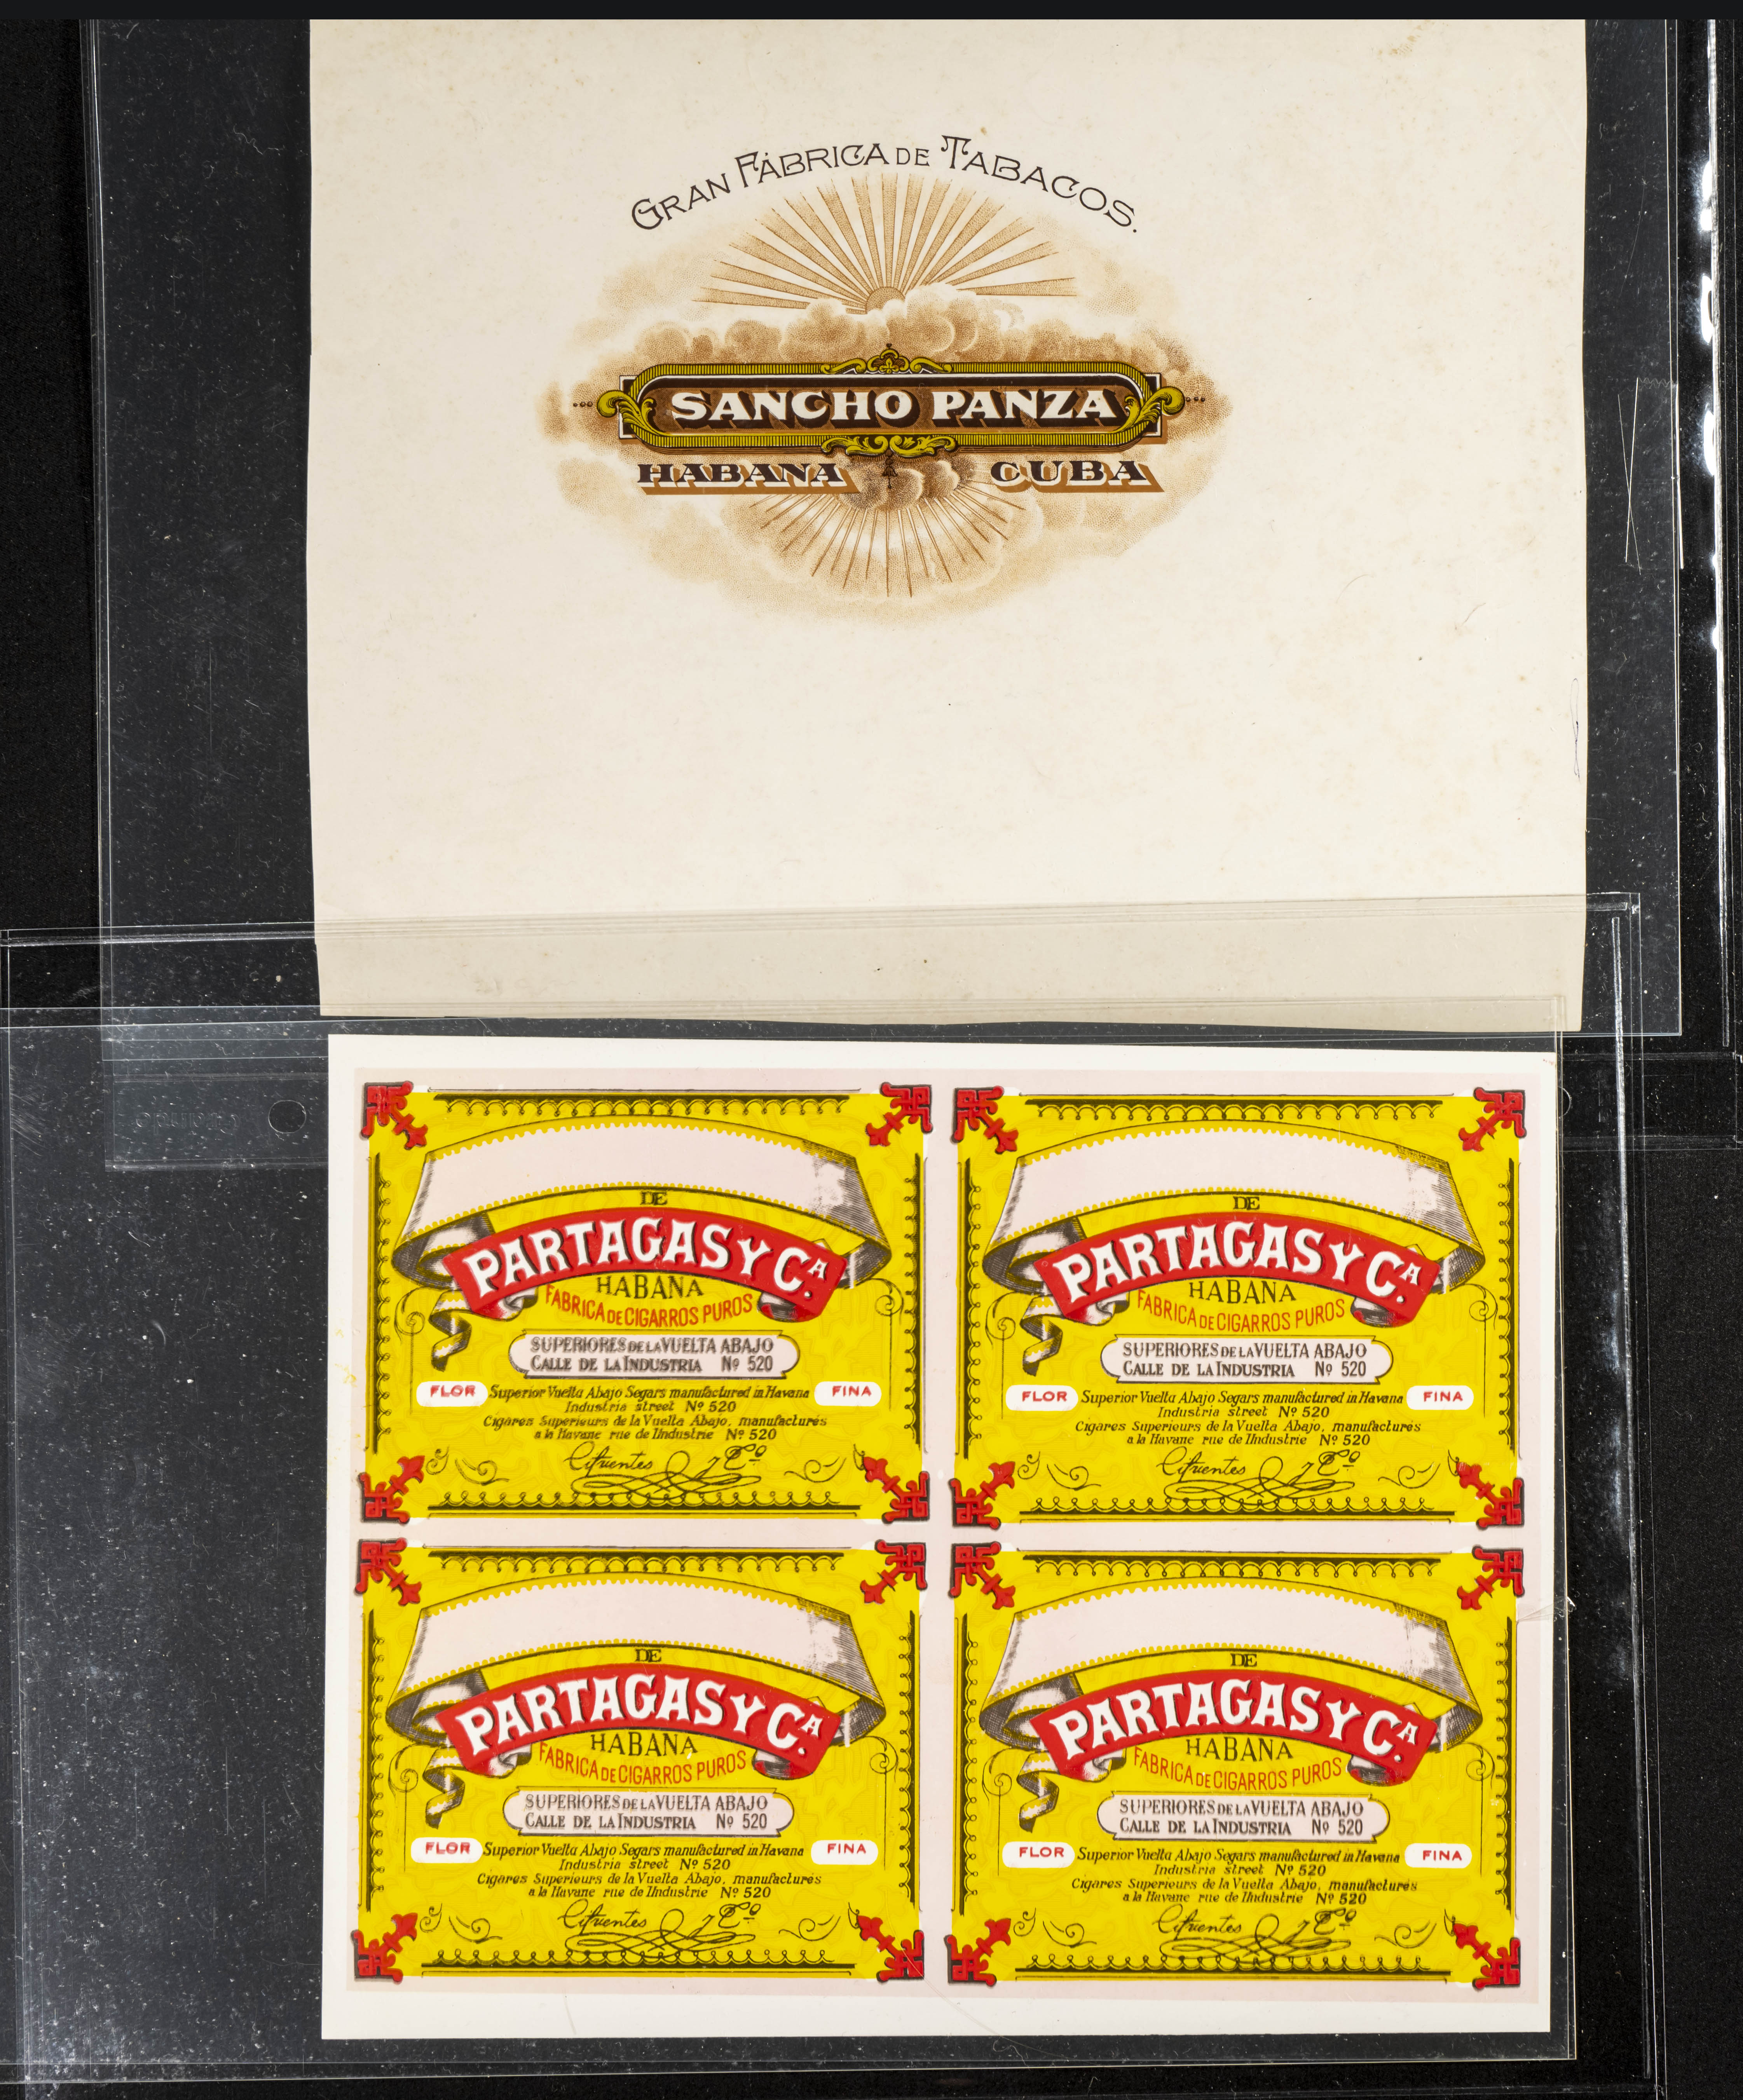 GRAN FÁBRICA DE TABACOS.
SANCHO PANZA
HABANA CUBA
DE
PARTAGAS Y CA.
HABANA
FABRICA DE CIGARROS PUROS
SUPERIORES DE LA VUELTA ABAJO
CALLE DE LA INDUSTRIA Nº 520
FLOR Superior Vuelta Abajo Segars manufactured in Havana FINA
Industria street Nº 520
Cigares Superieurs de la Vuelta Abajo, manufacturés
a la Havane rue de lIndustrie Nº 520
Cifuentes y Cº
DE
PARTAGAS Y CA.
HABANA
FABRICA DE CIGARROS PUROS
SUPERIORES DE LA VUELTA ABAJO
CALLE DE LA INDUSTRIA Nº 520
FLOR Superior Vuelta Abajo Segars manufactured in Havana FINA
Industria street Nº 520
Cigares Superieurs de la Vuelta Abajo, manufacturés
a la Havane rue de lIndustrie Nº 520
Cifuentes y Cº
DE
PARTAGAS Y CA.
HABANA
FABRICA DE CIGARROS PUROS
SUPERIORES DE LA VUELTA ABAJO
CALLE DE LA INDUSTRIA Nº 520
FLOR Superior Vuelta Abajo Segars manufactured in Havana FINA
Industria street Nº 520
Cigares Superieurs de la Vuelta Abajo, manufacturés
a la Havane rue de lIndustrie Nº 520
Cifuentes y Cº
DE
PARTAGAS Y CA.
HABANA
FABRICA DE CIGARROS PUROS
SUPERIORES DE LA VUELTA ABAJO
CALLE DE LA INDUSTRIA Nº 520
FLOR Superior Vuelta Abajo Segars manufactured in Havana FINA
Industria street Nº 520
Cigares Superieurs de la Vuelta Abajo, manufacturés
a la Havane rue de lIndustrie Nº 520
Cifuentes y Cº